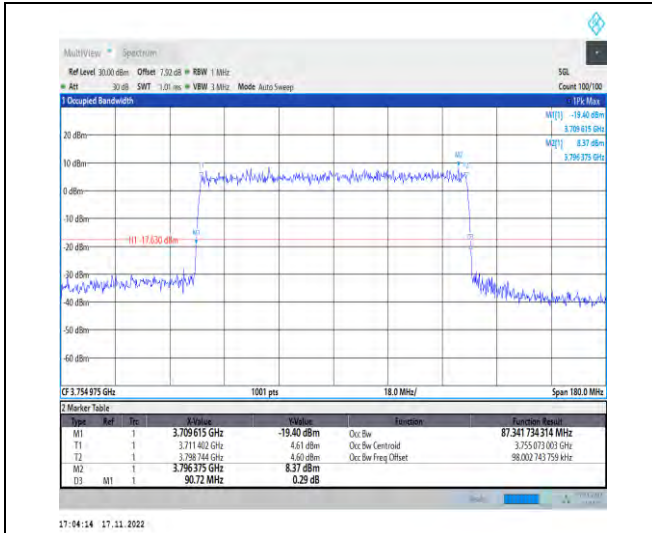 MultiView Spectrum
Ref Level 30.00 dBm Offset 7.92 dB RBW 1 MHz SGL
Att 30 dB SWT 1.01 ms VBW 3 MHz Mode Auto Sweep Count 100/100
1 Occupied Bandwidth 1Pk Max
M1[1] -19.40 dBm
3.709 615 GHz
M2[1] 8.37 dBm
3.796 375 GHz
20 dBm
M2
10 dBm
T1 T2
0 dBm
-10 dBm
M1 D3
H1 -17.630 dBm
-20 dBm
-30 dBm
-40 dBm
-50 dBm
-60 dBm
CF 3.754 975 GHz 1001 pts 18.0 MHz/ Span 180.0 MHz
2 Marker Table
Type Ref Trc X-Value Y-Value Function Function Result
M1 1 3.709 615 GHz -19.40 dBm Occ Bw 87.341 734 314 MHz
T1 1 3.711 402 GHz 4.61 dBm Occ Bw Centroid 3.755 073 003 GHz
T2 1 3.798 744 GHz 4.60 dBm Occ Bw Freq Offset 98.002 743 759 kHz
M2 1 3.796 375 GHz 8.37 dBm
D3 M1 1 90.72 MHz 0.29 dB
17:04:14 17.11.2022